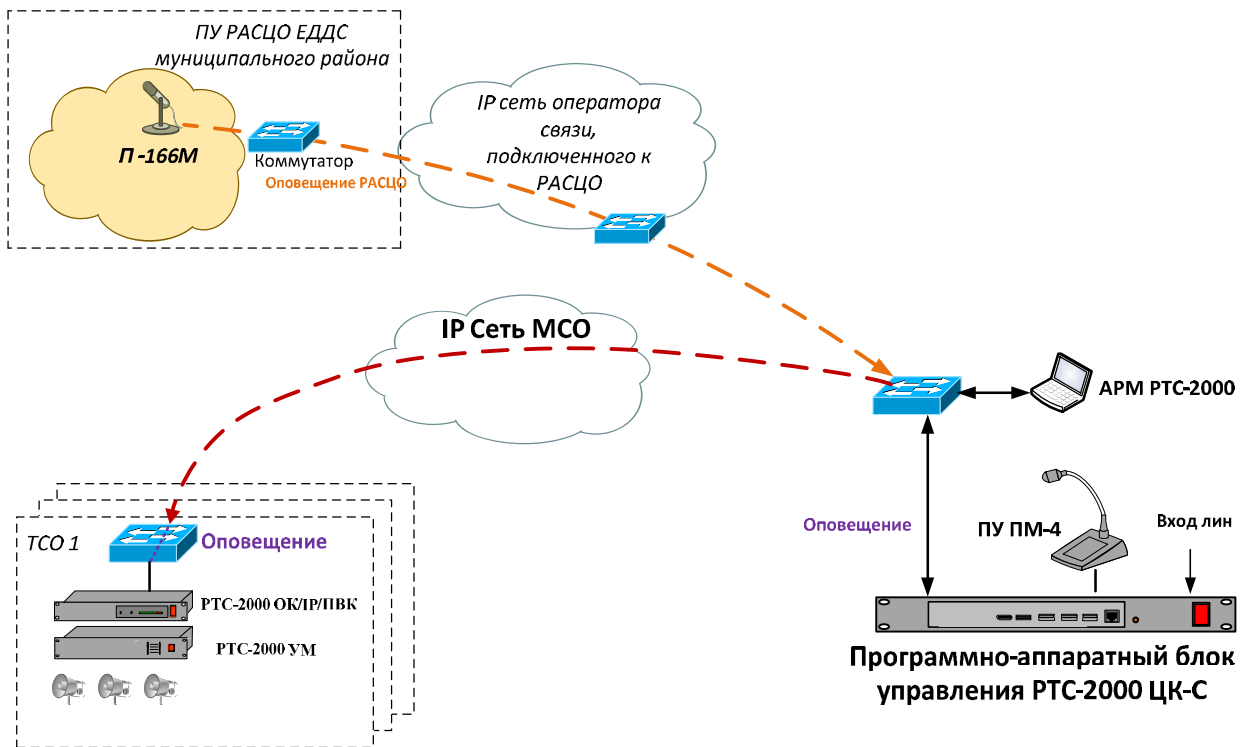 ПУ РАСЦО ЕДДС
муниципального района
П -166М
Коммутатор
Оповещение РАСЦО
IP сеть оператора
связи,
подключенного к
РАСЦО
IP Сеть МСО
АРМ РТС-2000
Оповещение
ПУ ПМ-4
Вход лин
ТСО 1
Оповещение
РТС-2000 ОК/IP/ПВК
РТС-2000 УМ
Программно-аппаратный блок
управления РТС-2000 ЦК-С